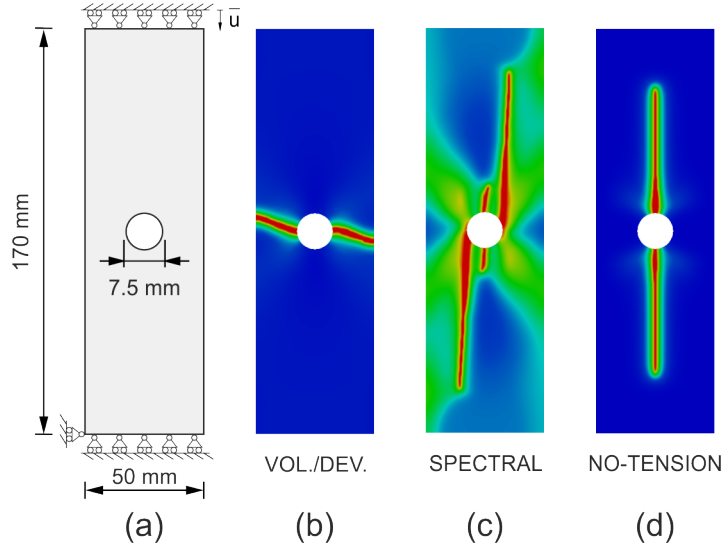 ū
170 mm
7.5 mm
50 mm
VOL./DEV.
SPECTRAL
NO-TENSION
(a)
(b)
(c)
(d)